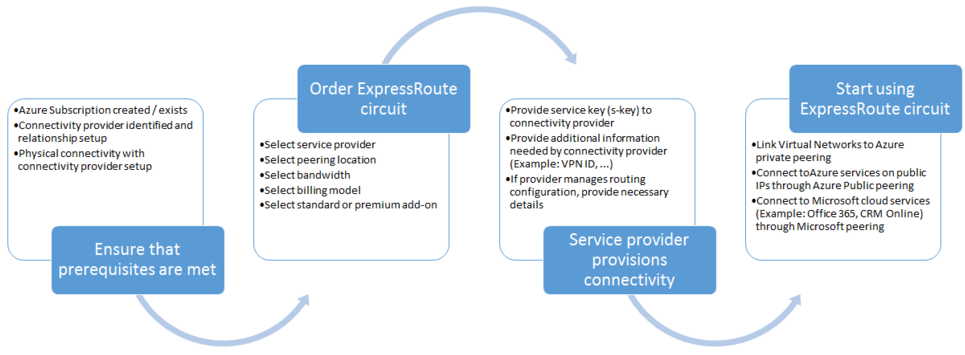 •Azure Subscription created / exists
•Connectivity provider identified and
relationship setup
•Physical connectivity with
connectivity provider setup
Ensure that
prerequisites are met
Order ExpressRoute
circuit
•Select service provider
•Select peering location
•Select bandwidth
•Select billing model
•Select standard or premium add-on
•Provide service key (s-key) to
connectivity provider
•Provide additional information
needed by connectivity provider
(Example: VPN ID, ...)
•If provider manages routing
configuration, provide necessary
details
Service provider
provisions
connectivity
Start using
ExpressRoute circuit
•Link Virtual Networks to Azure
private peering
•Connect toAzure services on public
IPs through Azure Public peering
•Connect to Microsoft cloud services
(Example: Office 365, CRM Online)
through Microsoft peering